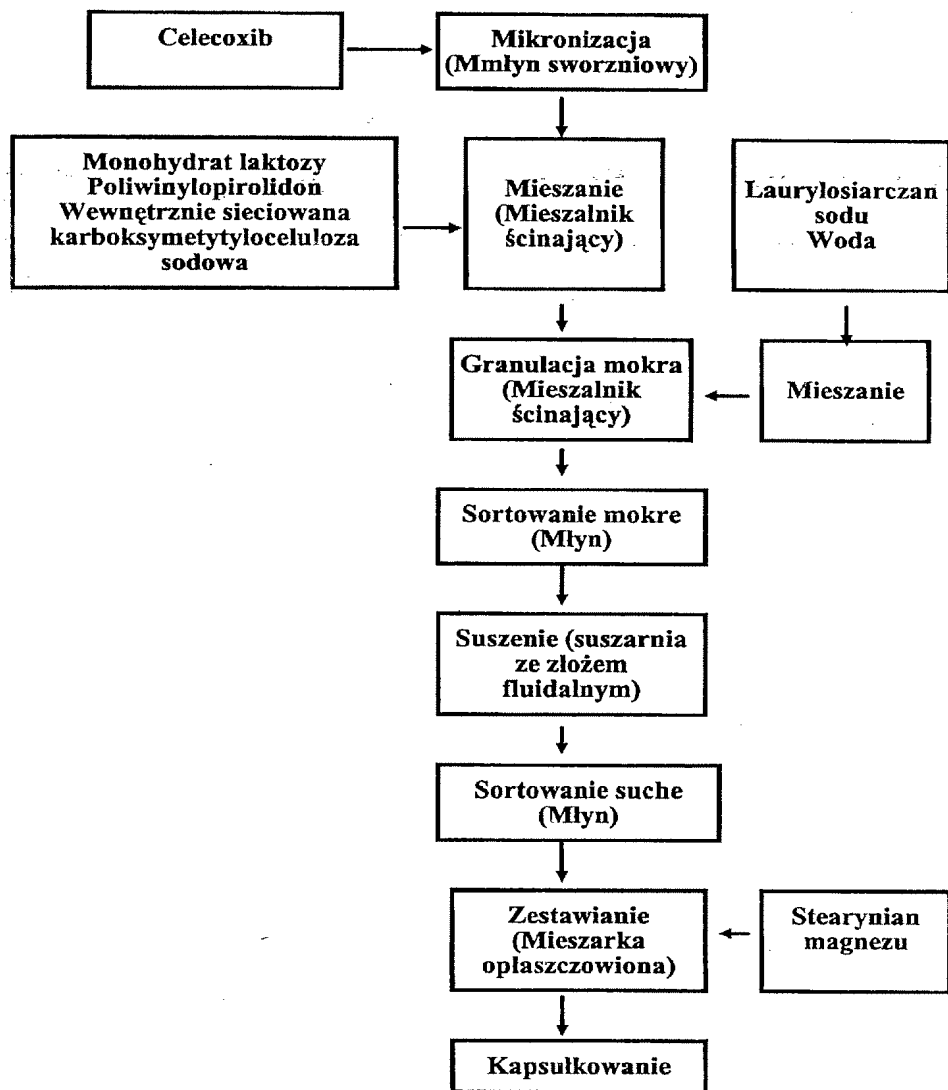 Celecoxib
Mikronizacja
(Mmłyn sworzniowy)
Monohydrat laktozy
Poliwinylopirolidon
Wewnętrznie sieciowana
karboksymetytyloceluloza
sodowa
Mieszanie
(Mieszalnik
ścinający)
Laurylosiarczan
sodu
Woda
Granulacja mokra
(Mieszalnik
ścinający)
Mieszanie
Sortowanie mokre
(Młyn)
Suszenie (suszarnia
ze złożem
fluidalnym)
Sortowanie suche
(Młyn)
Zestawianie
(Mieszarka
opłaszczowiona)
Stearynian
magnezu
Kapsułkowanie